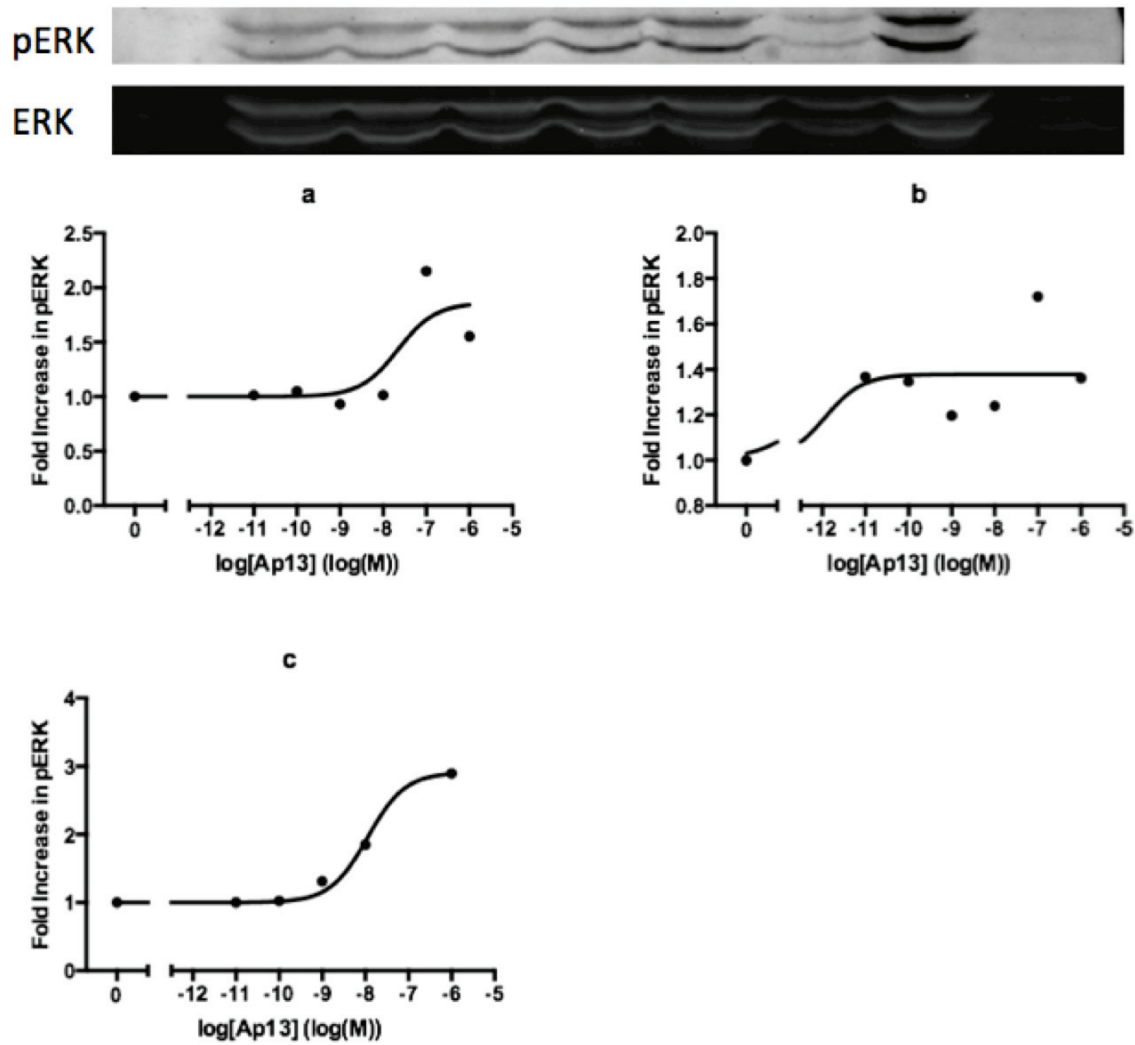 pERK
ERK
a
Fold Increase in pERK
2.5
2.0
1.5
1.0
0.5
0.0
0 -12 -11 -10 -9 -8 -7 -6 -5
log[Ap13] (log(M))
b
Fold Increase in pERK
2.0
1.8
1.6
1.4
1.2
1.0
0.8
0 -12 -11 -10 -9 -8 -7 -6 -5
log[Ap13] (log(M))
c
Fold Increase in pERK
4
3
2
1
0
0 -12 -11 -10 -9 -8 -7 -6 -5
log[Ap13] (log(M))